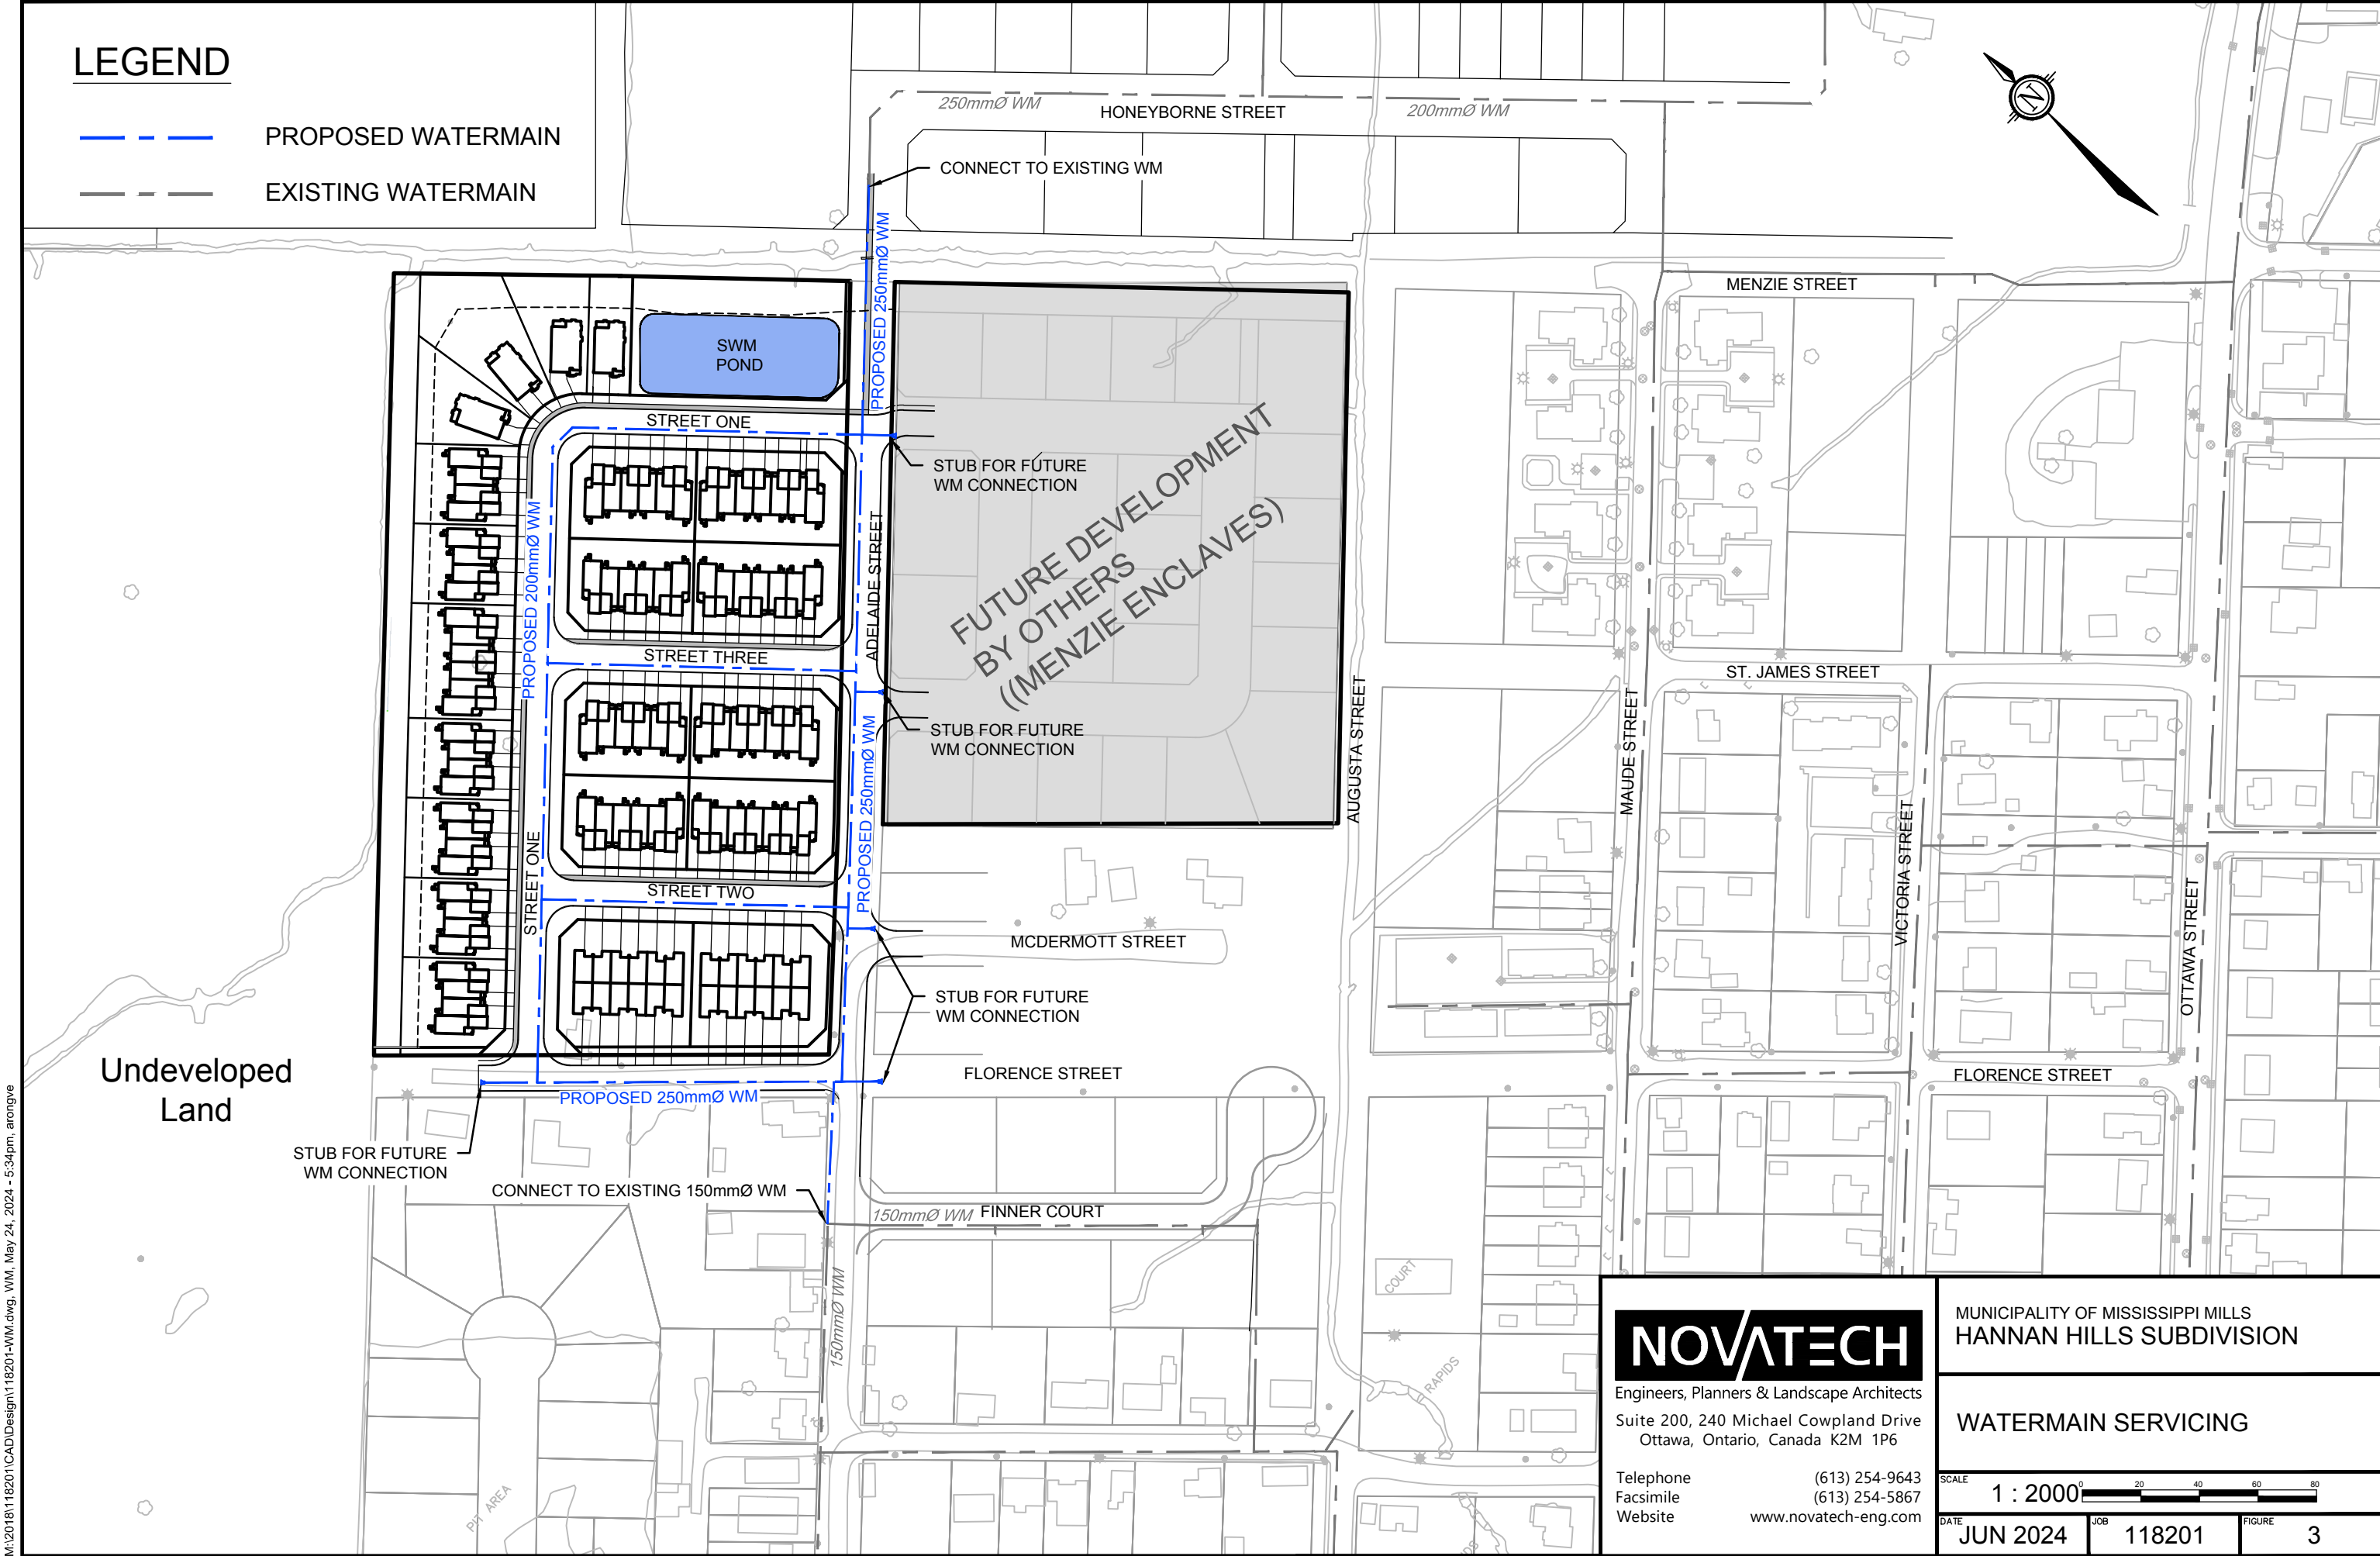 LEGEND
PROPOSED WATERMAIN
EXISTING WATERMAIN
250mmØ WM
HONEYBORNE STREET
200mmØ WM
CONNECT TO EXISTING WM
N
PROPOSED 250mmØ WM
MENZIE STREET
SWM
POND
STREET ONE
STUB FOR FUTURE
WM CONNECTION
PROPOSED 200mmØ WM
ADELAIDE STREET
FUTURE DEVELOPMENT
BY OTHERS
((MENZIE ENCLAVES)
STREET THREE
ST. JAMES STREET
STUB FOR FUTURE
WM CONNECTION
PROPOSED 250mmØ WM
AUGUSTA STREET
MAUDE STREET
VICTORIA STREET
OTTAWA STREET
STREET ONE
STREET TWO
MCDERMOTT STREET
STUB FOR FUTURE
WM CONNECTION
Undeveloped
Land
FLORENCE STREET
FLORENCE STREET
PROPOSED 250mmØ WM
STUB FOR FUTURE
WM CONNECTION
CONNECT TO EXISTING 150mmØ WM
150mmØ WM
FINNER COURT
150mmØ WM
COURT
RAPIDS
PIT AREA
NOVATECH
Engineers, Planners & Landscape Architects
Suite 200, 240 Michael Cowpland Drive
Ottawa, Ontario, Canada K2M 1P6
Telephone (613) 254-9643
Facsimile (613) 254-5867
Website www.novatech-eng.com
MUNICIPALITY OF MISSISSIPPI MILLS
HANNAN HILLS SUBDIVISION
WATERMAIN SERVICING
SCALE
1 : 2000
0 20 40 60 80
DATE
JUN 2024
JOB
118201
FIGURE
3
M:\2018\118201\CAD\Design\118201-WM.dwg, WM, May 24, 2024 - 5:34pm, arongve